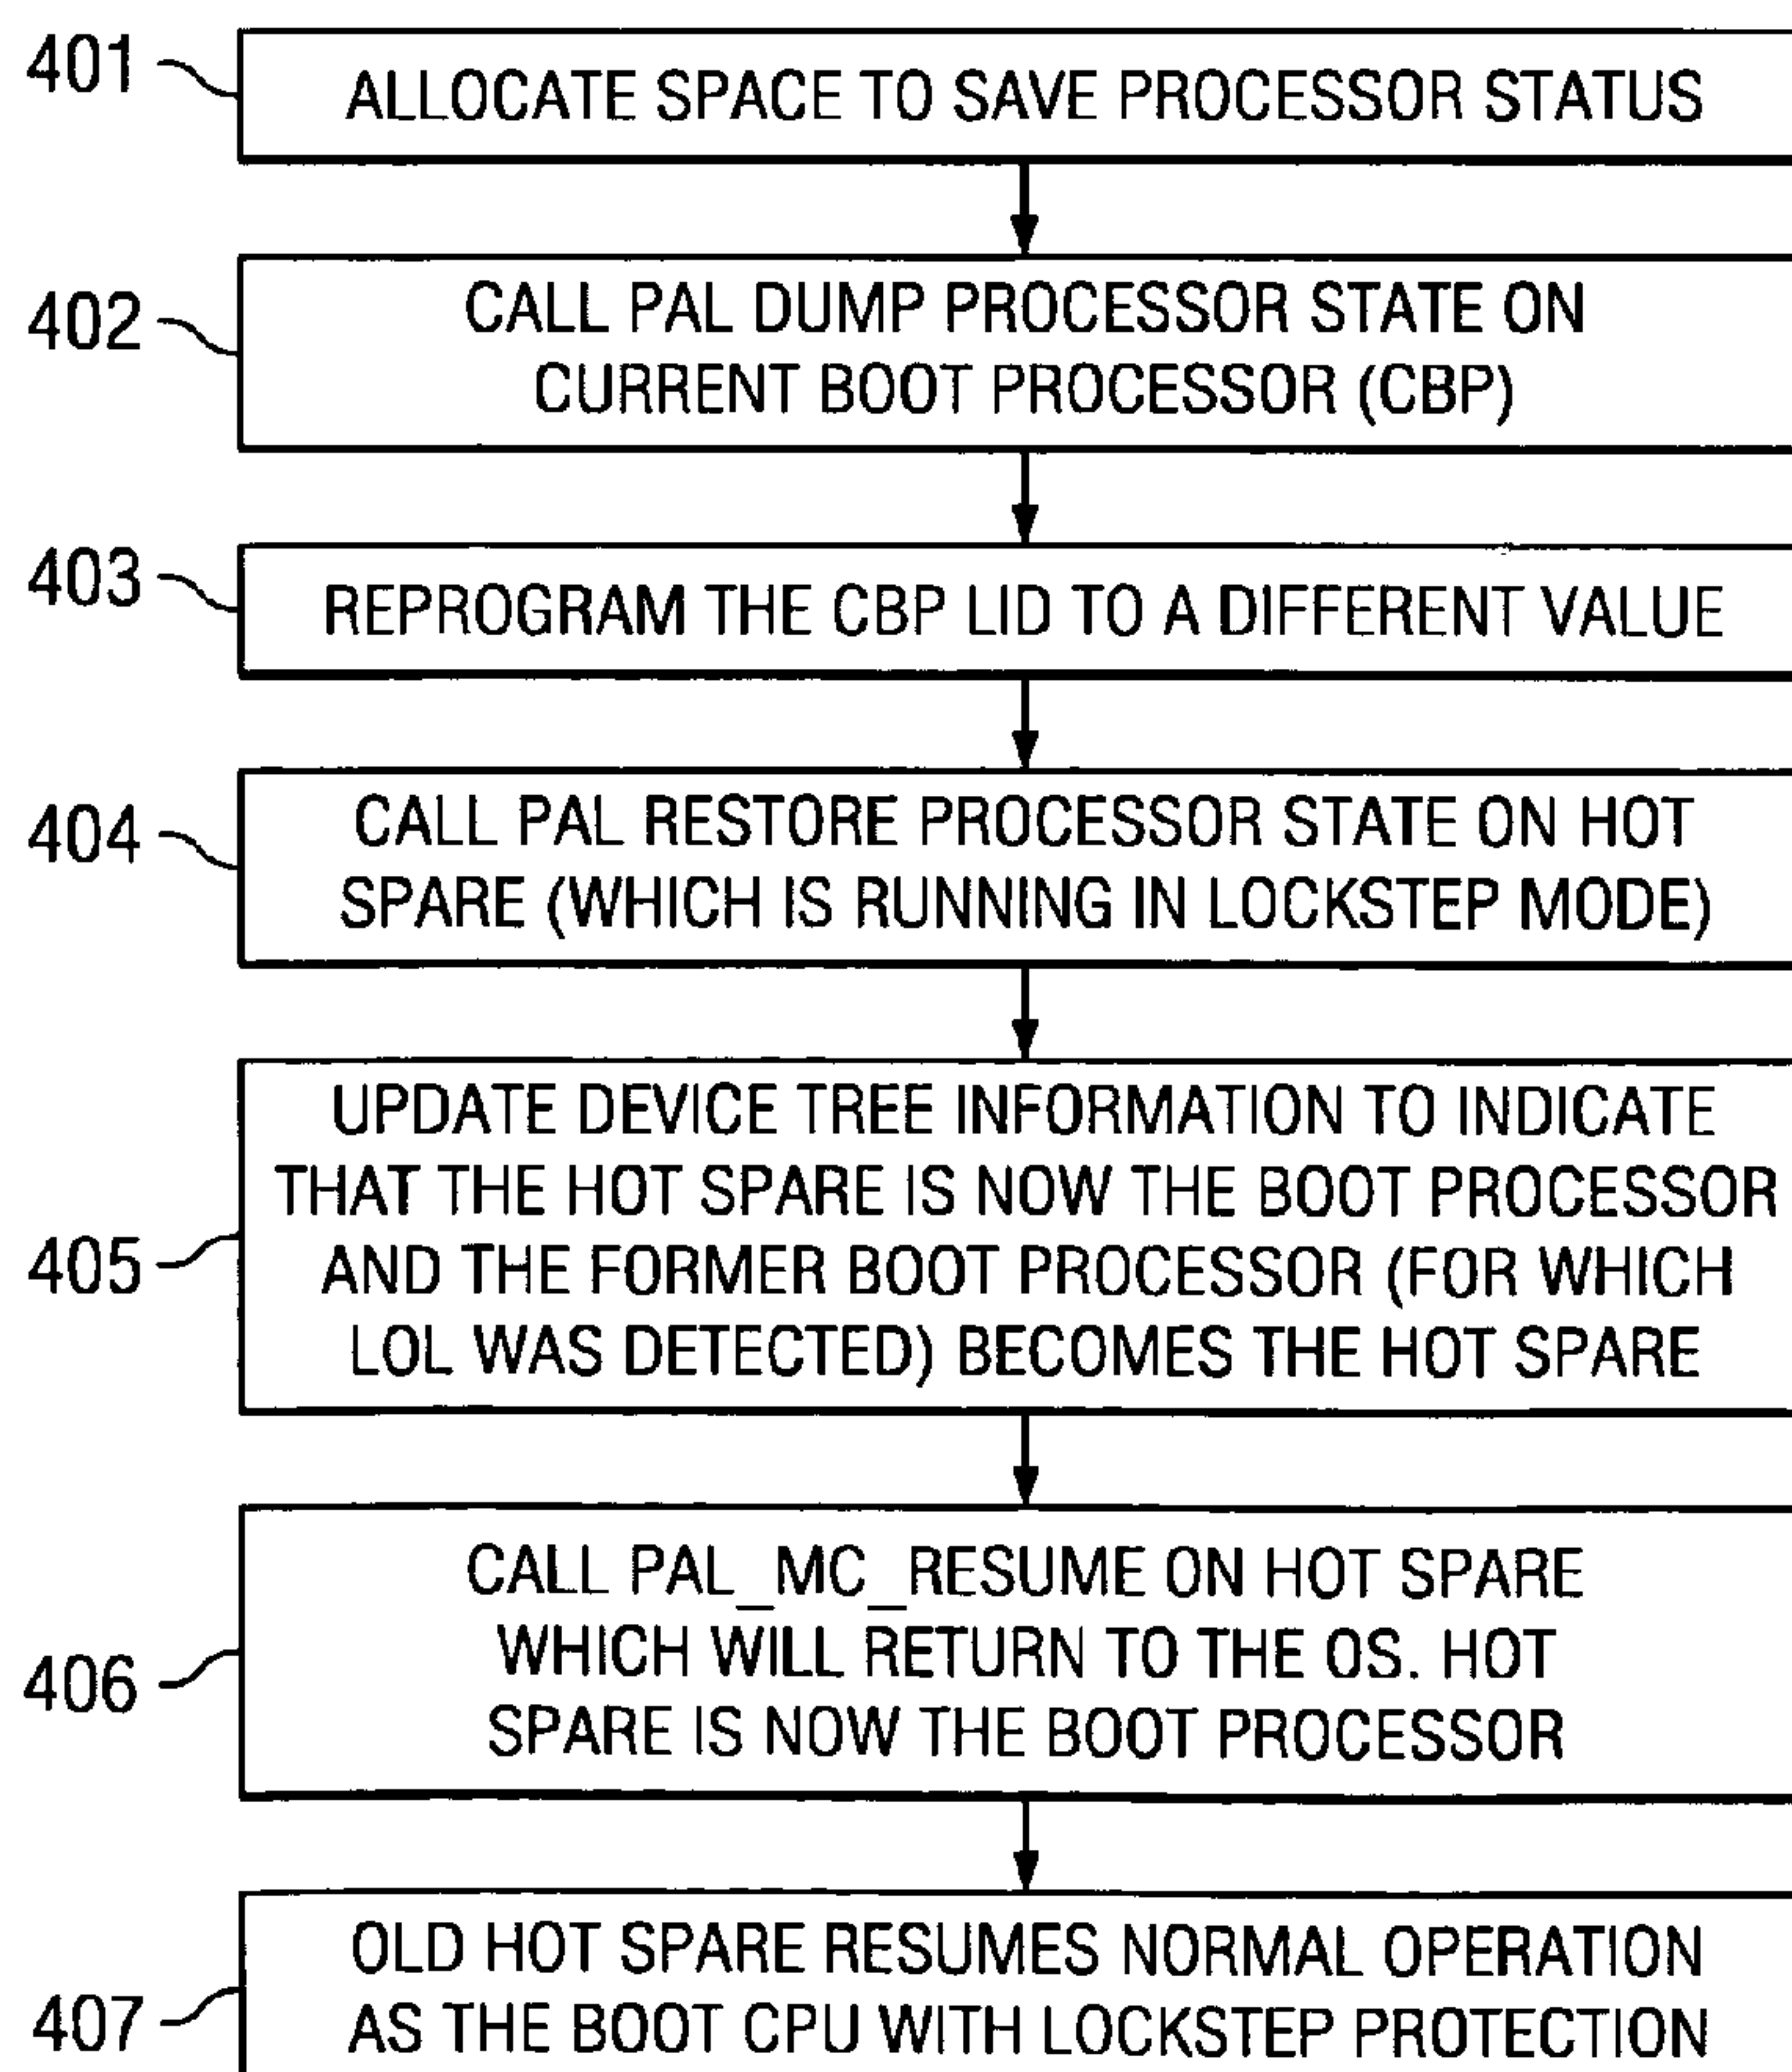 401
ALLOCATE SPACE TO SAVE PROCESSOR STATUS
402
CALL PAL DUMP PROCESSOR STATE ON
CURRENT BOOT PROCESSOR (CBP)
403
REPROGRAM THE CBP LID TO A DIFFERENT VALUE
404
CALL PAL RESTORE PROCESSOR STATE ON HOT
SPARE (WHICH IS RUNNING IN LOCKSTEP MODE)
405
UPDATE DEVICE TREE INFORMATION TO INDICATE
THAT THE HOT SPARE IS NOW THE BOOT PROCESSOR
AND THE FORMER BOOT PROCESSOR (FOR WHICH
LOL WAS DETECTED) BECOMES THE HOT SPARE
406
CALL PAL_MC_RESUME ON HOT SPARE
WHICH WILL RETURN TO THE OS. HOT
SPARE IS NOW THE BOOT PROCESSOR
407
OLD HOT SPARE RESUMES NORMAL OPERATION
AS THE BOOT CPU WITH LOCKSTEP PROTECTION